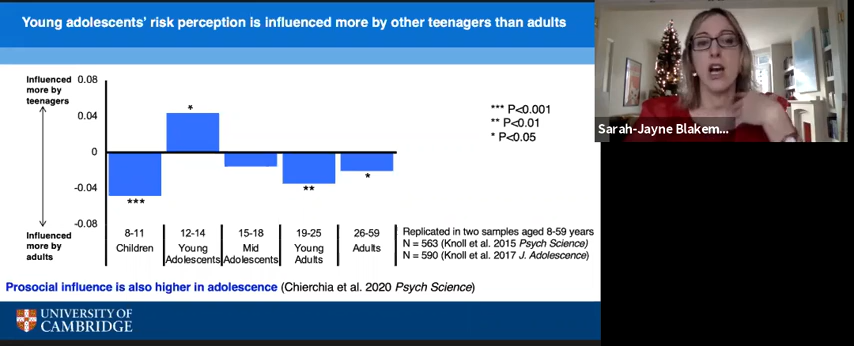 Young adolescents' risk perception is influenced more by other teenagers than adults
Influenced
more by
teenagers
0.08
0.04
0
-0.04
-0.08
Influenced
more by
adults
***
*
**
*
*** P<0.001
** P<0.01
* P<0.05
8-11
Children
12-14
Young
Adolescents
15-18
Mid
Adolescents
19-25
Young
Adults
26-59
Adults
Replicated in two samples aged 8-59 years
N = 563 (Knoll et al. 2015 Psych Science)
N = 590 (Knoll et al. 2017 J. Adolescence)
Prosocial influence is also higher in adolescence (Chierchia et al. 2020 Psych Science)
UNIVERSITY OF
CAMBRIDGE
Sarah-Jayne Blakem...